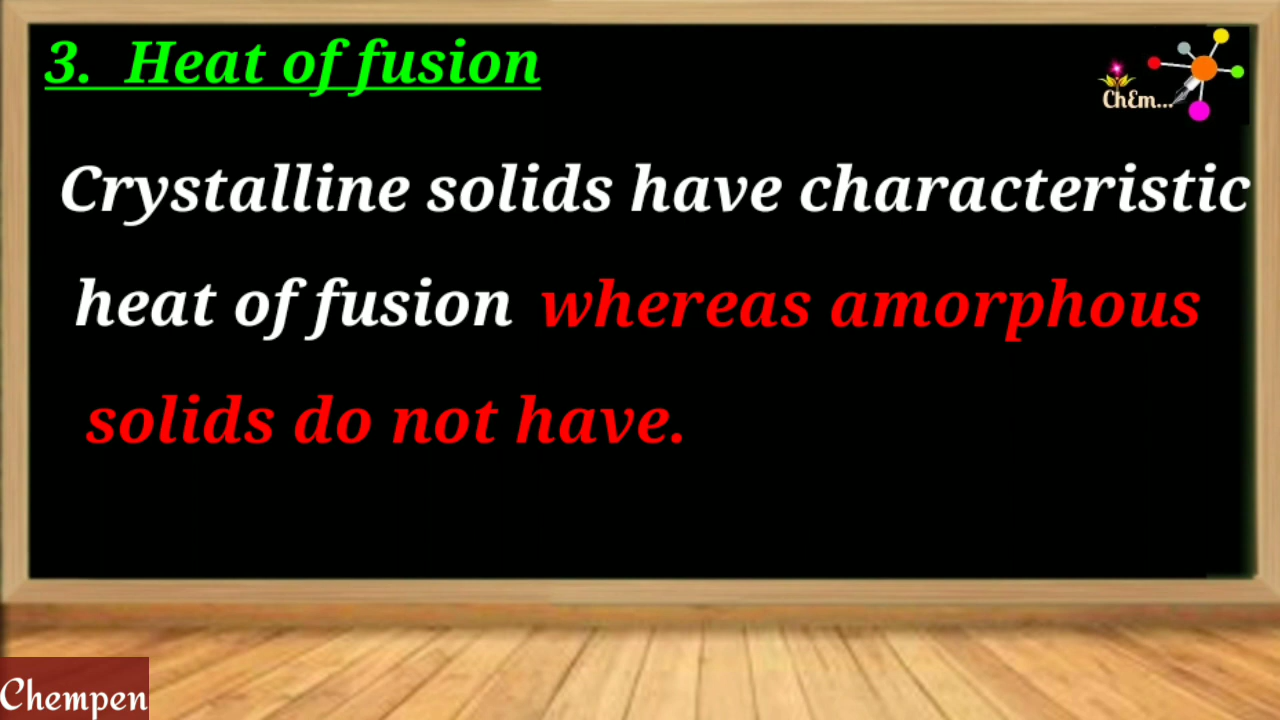 3. Heat of fusion
ChEm...
Crystalline solids have characteristic
heat of fusion whereas amorphous
solids do not have.
Chempen